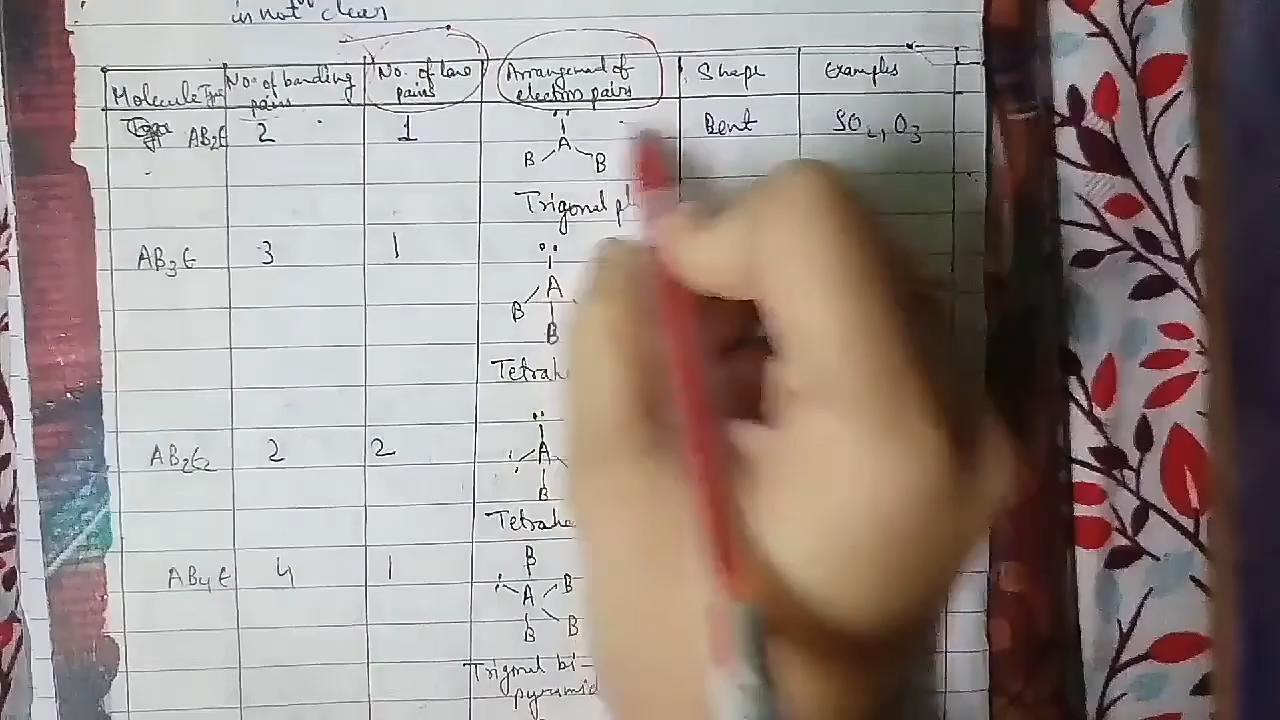 is not clear
Molecule Type
No. of bonding pairs
No. of lone pairs
Arrangement of electron pairs
Shape
Examples
AB2E 2 1
A
B B
Trigonal pl
Bent SO2, O3
AB3E 3 1
A
B
B
Tetrah
AB2E2 2 2
A
B
Tetrahe
AB4E 4 1
B
A B
B B
Trigonal bi-
pyramid